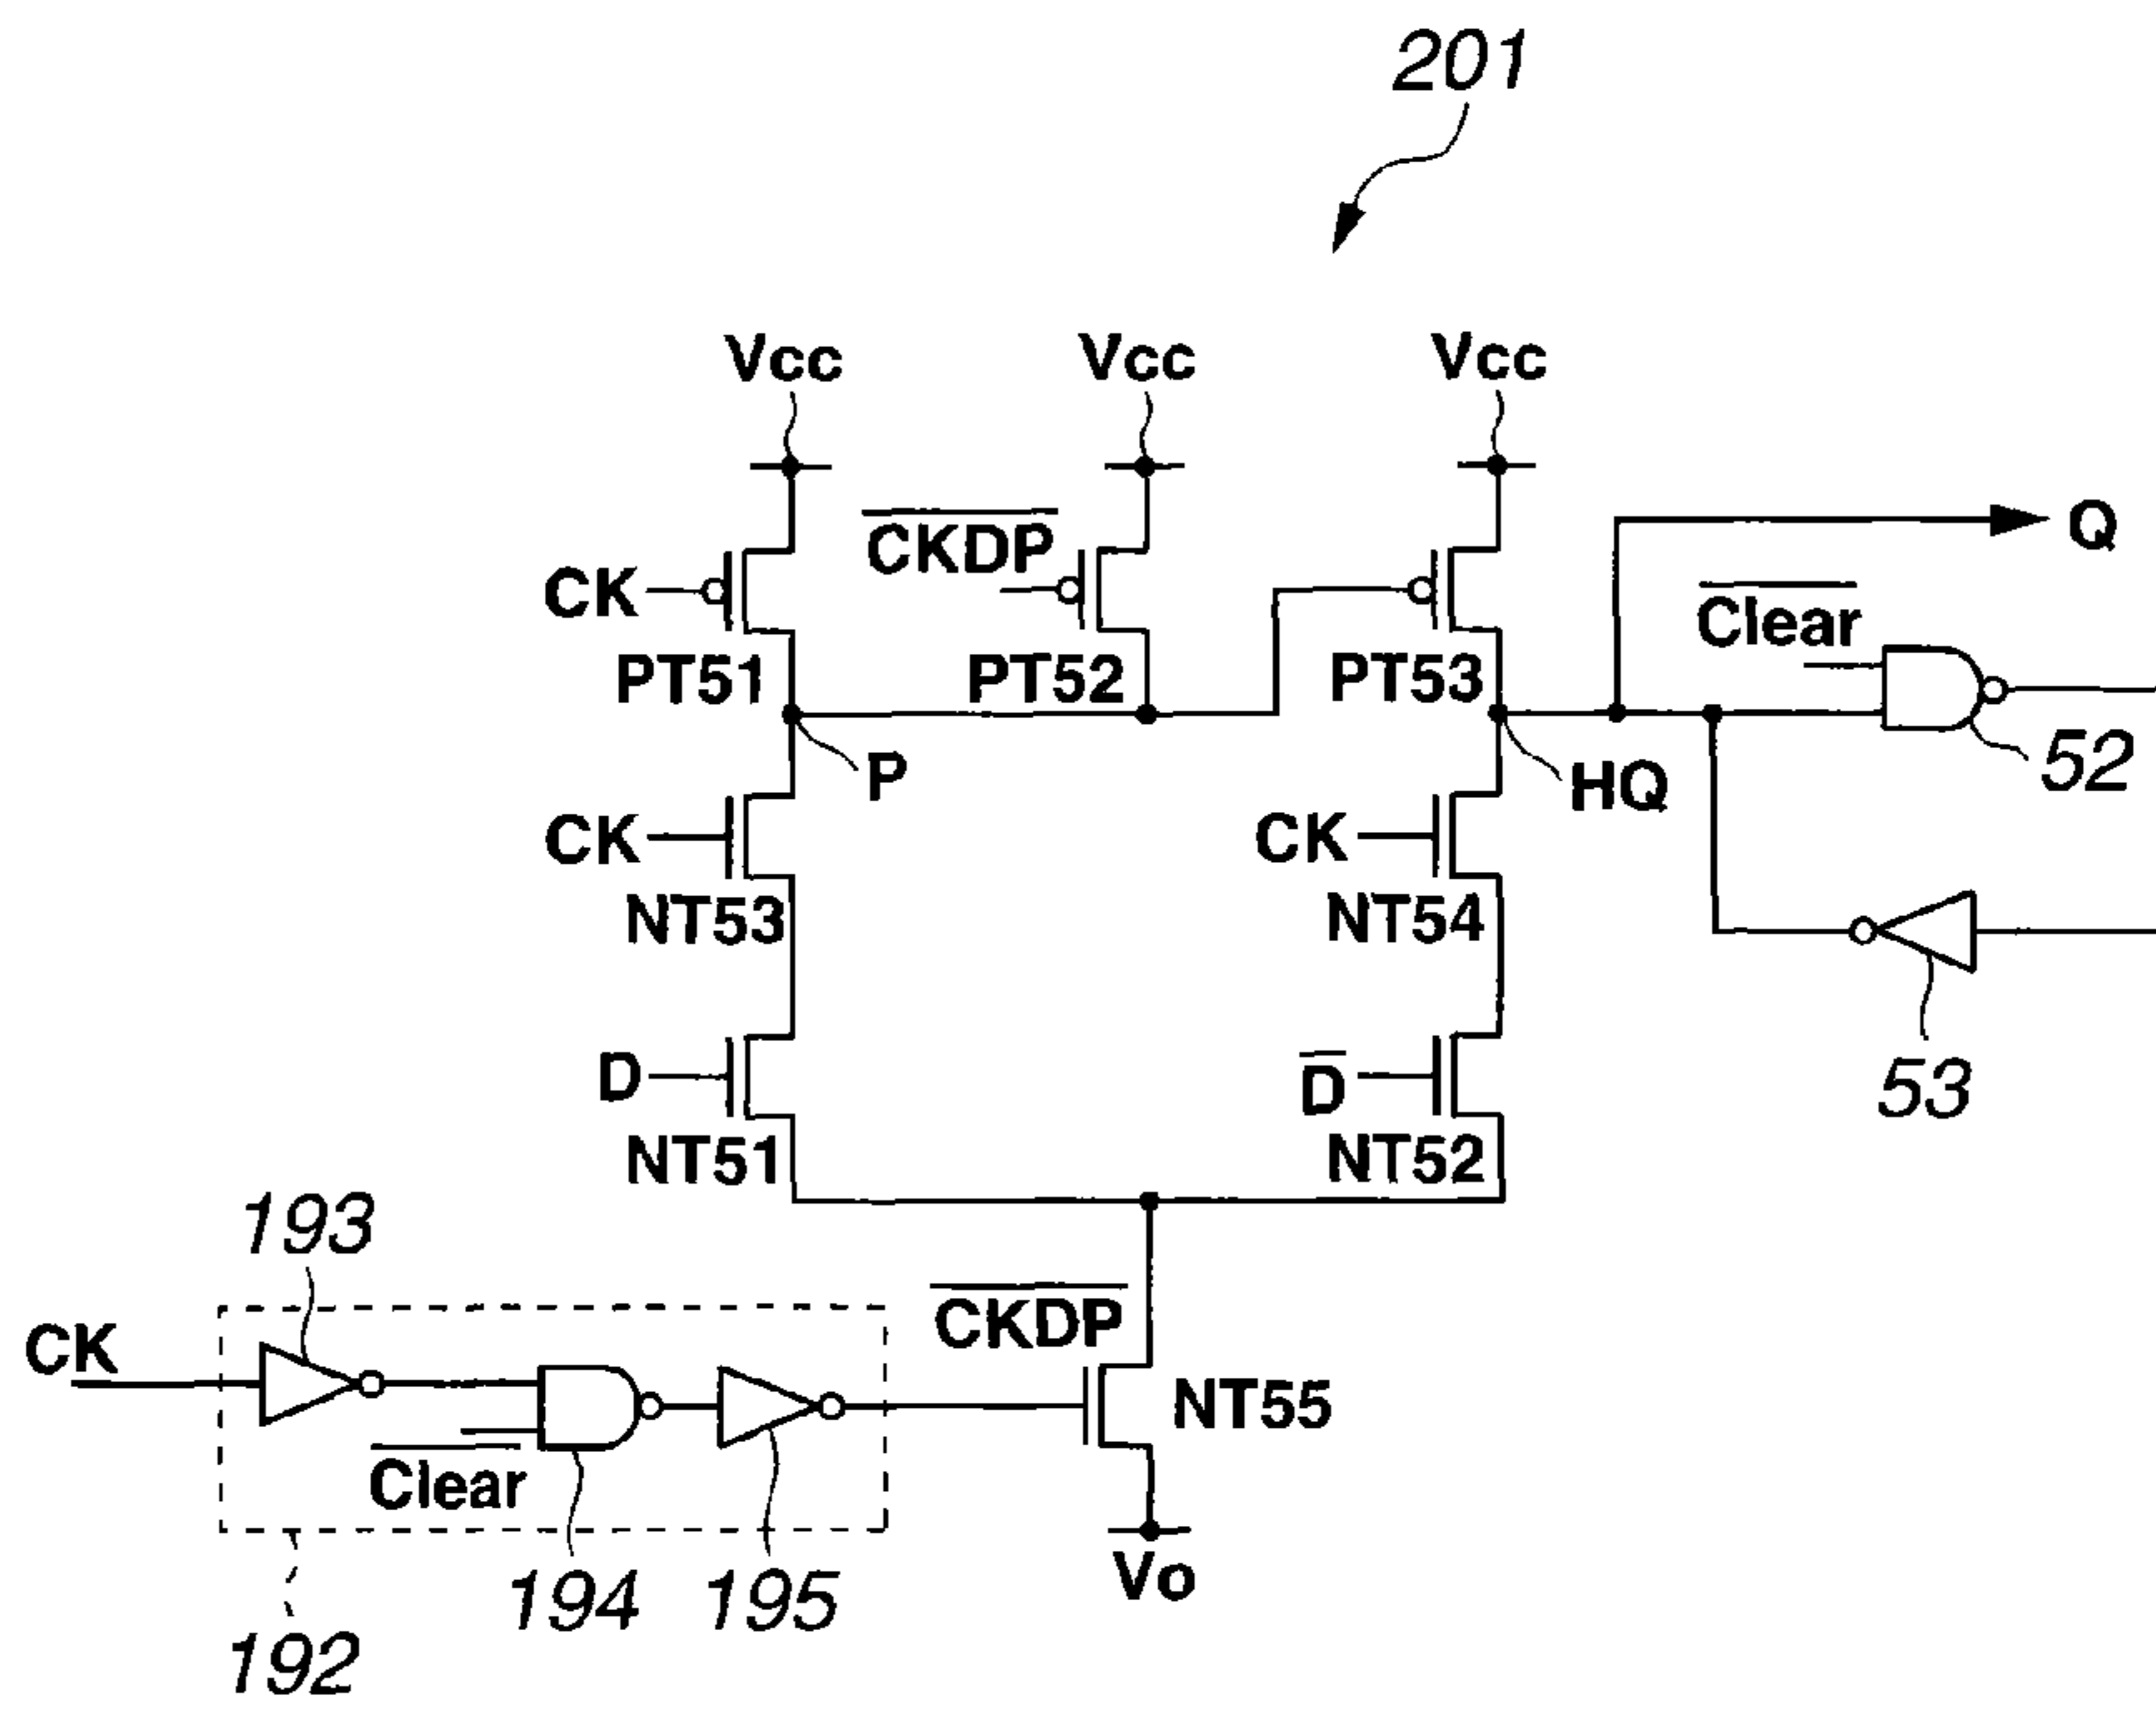 201
Vcc Vcc Vcc
CKDP
Q
CK
Clear
PT51 PT52 PT53
P
HQ
52
CK CK
NT53 NT54
D D
53
NT51 NT52
193
CKDP
CK
NT55
Clear
Vo
194 195
192